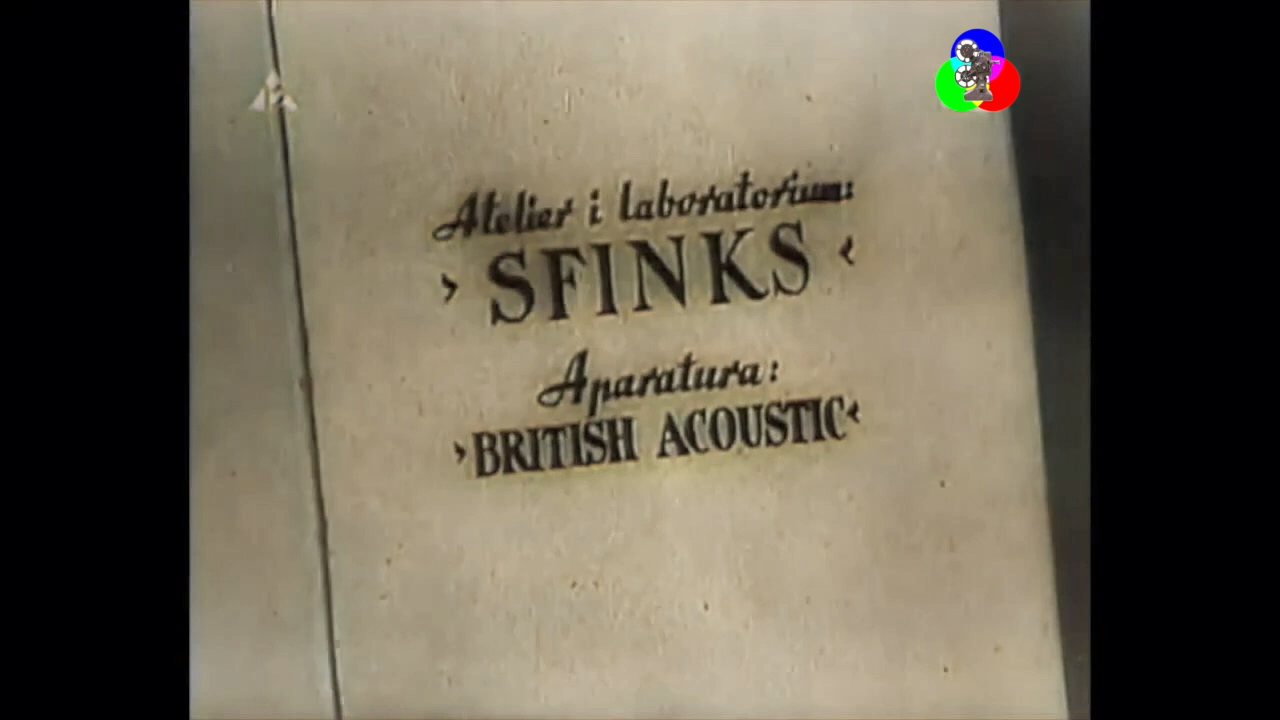 Atelier i laboratorium:
› SFINKS ‹
Aparatura:
› BRITISH ACOUSTIC ‹